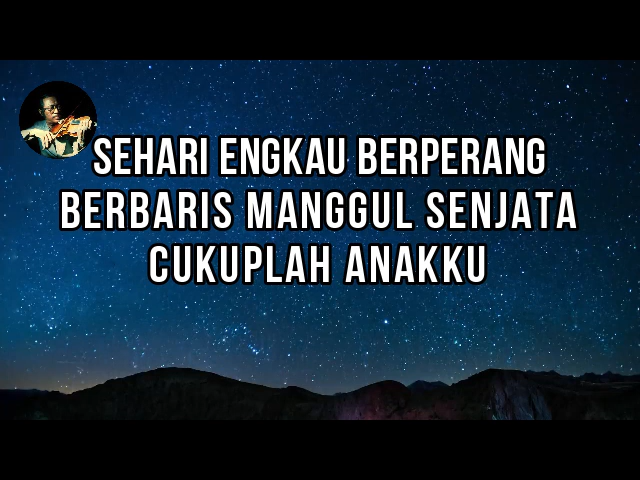 SEHARI ENGKAU BERPERANG
BERBARIS MANGGUL SENJATA
CUKUPLAH ANAKKU